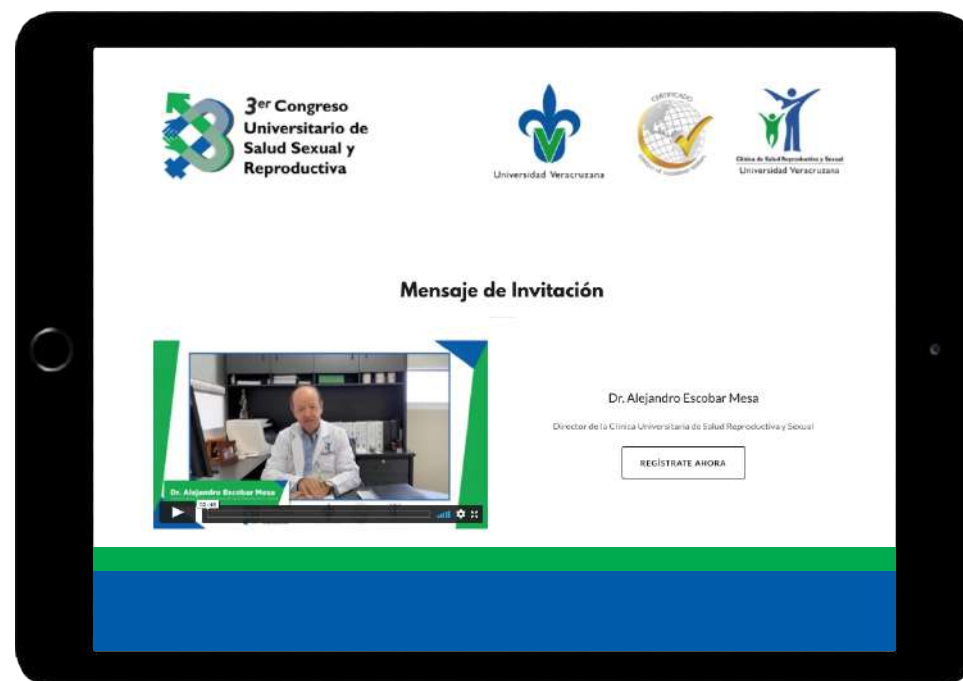 3er Congreso
Universitario de
Salud Sexual y
Reproductiva
Universidad Veracruzana
CERTIFICADO
Clínica de Salud Reproductiva y Sexual
Universidad Veracruzana
Mensaje de Invitación
Dr. Alejandro Escobar Mesa
Director de la Clínica Universitaria de Salud Reproductiva y Sexual
REGÍSTRATE AHORA
Dr. Alejandro Escobar Mesa